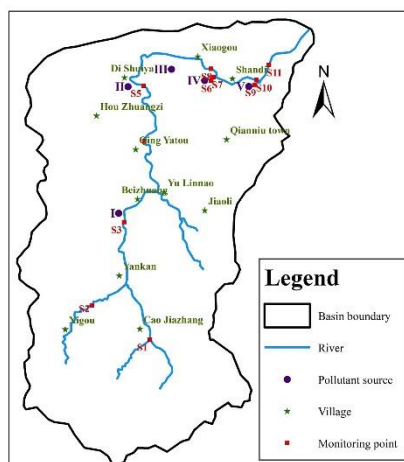 Xiaogou
N
Di Shuiya
III
Shandi
S11
II
S5
IV
S8
S6
S7
V
S9
S10
Hou Zhuangzi
Qing Yatou
Qianniu town
Beizhuang
Yu Linnao
Jiaoli
I
S3
Yankan
S2
Yigou
Cao Jiazhang
S1
Legend
Basin boundary
River
Pollutant source
Village
Monitoring point